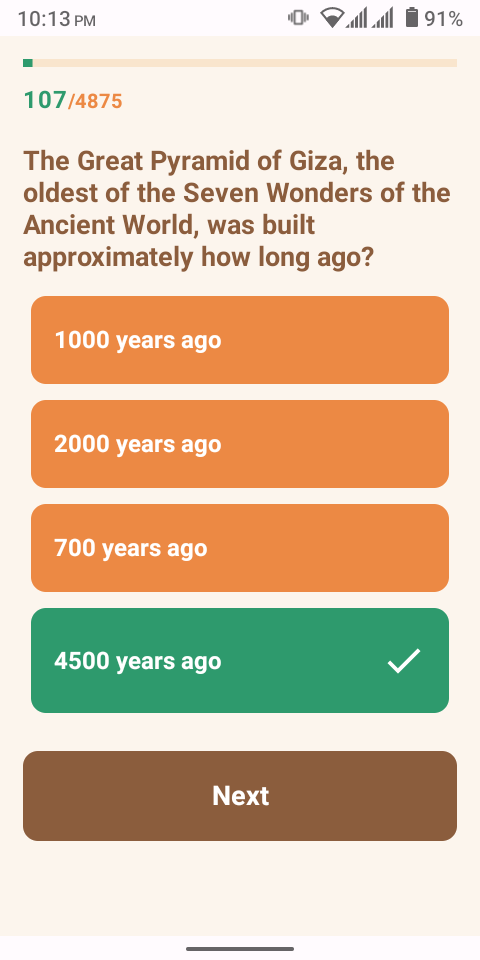 10:13 PM 91%
107/4875
The Great Pyramid of Giza, the
oldest of the Seven Wonders of the
Ancient World, was built
approximately how long ago?
1000 years ago
2000 years ago
700 years ago
4500 years ago
Next